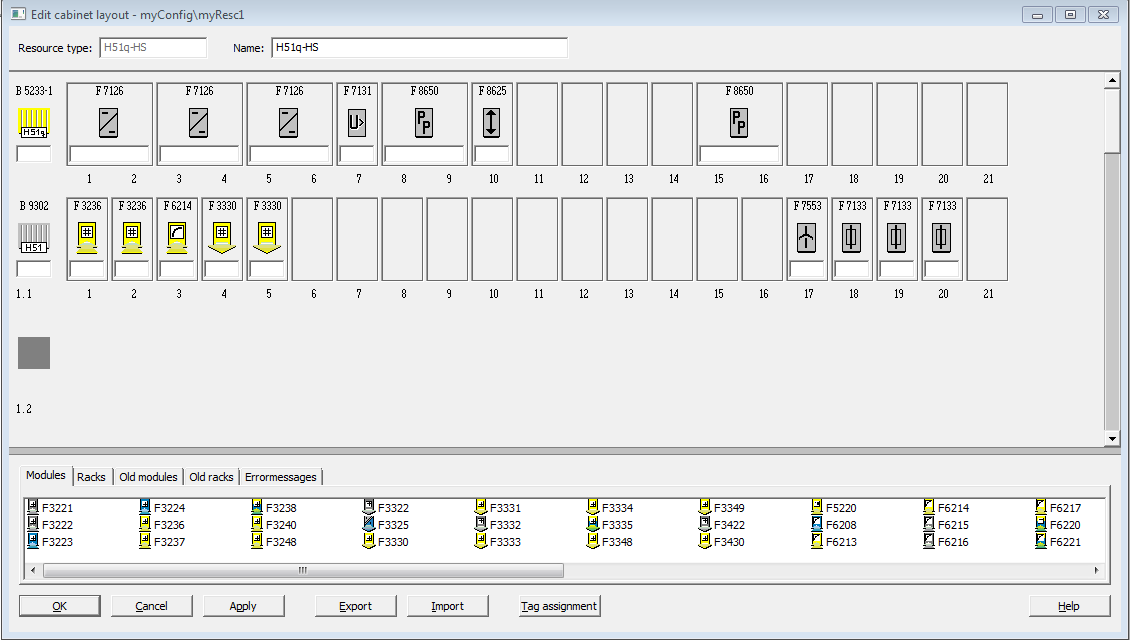 Edit cabinet layout - myConfig\myResc1
Resource type: H51q-HS Name: H51q-HS
B 5233-1 F 7126 F 7126 F 7126 F 7131 F 8650 F 8625 F 8650
H51q U> PP PP
1 2 3 4 5 6 7 8 9 10 11 12 13 14 15 16 17 18 19 20 21
B 9302 F 3236 F 3236 F 6214 F 3330 F 3330 F 7553 F 7133 F 7133 F 7133
H51
1.1 1 2 3 4 5 6 7 8 9 10 11 12 13 14 15 16 17 18 19 20 21
1.2
Modules Racks Old modules Old racks Errormessages
F3221 F3224 F3238 F3322 F3331 F3334 F3349 F5220 F6214 F6217
F3222 F3236 F3240 F3325 F3332 F3335 F3422 F6208 F6215 F6220
F3223 F3237 F3248 F3330 F3333 F3348 F3430 F6213 F6216 F6221
OK Cancel Apply Export Import Tag assignment Help